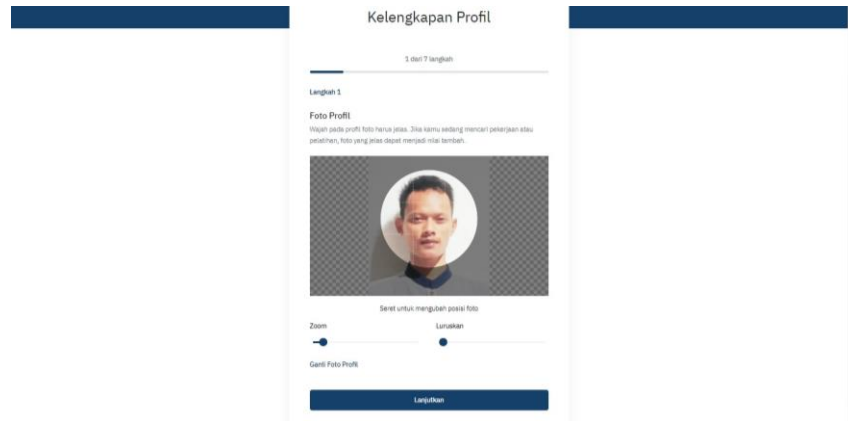 Kelengkapan Profil
1 dari 7 langkah
Langkah 1
Foto Profil
Wajah pada profil foto harus jelas. Jika kamu sedang mencari pekerjaan atau
pelatihan, foto yang jelas dapat menjadi nilai tambah.
Seret untuk mengubah posisi foto
Zoom
Luruskan
Ganti Foto Profil
Lanjutkan